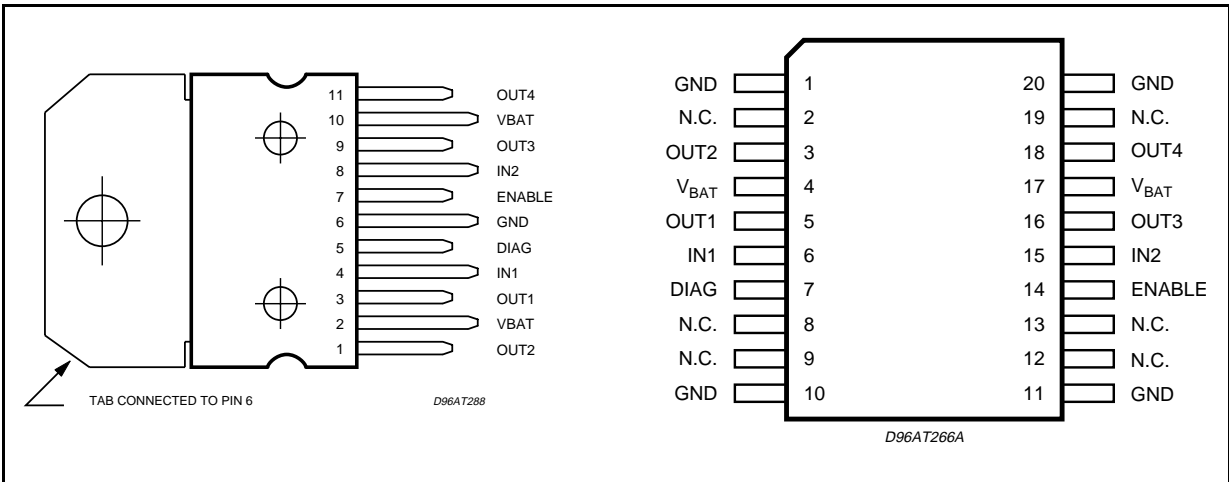 11 OUT4
10 VBAT
9 OUT3
8 IN2
7 ENABLE
6 GND
5 DIAG
4 IN1
3 OUT1
2 VBAT
1 OUT2
TAB CONNECTED TO PIN 6
D96AT288
GND 1 20 GND
N.C. 2 19 N.C.
OUT2 3 18 OUT4
VBAT 4 17 VBAT
OUT1 5 16 OUT3
IN1 6 15 IN2
DIAG 7 14 ENABLE
N.C. 8 13 N.C.
N.C. 9 12 N.C.
GND 10 11 GND
D96AT266A